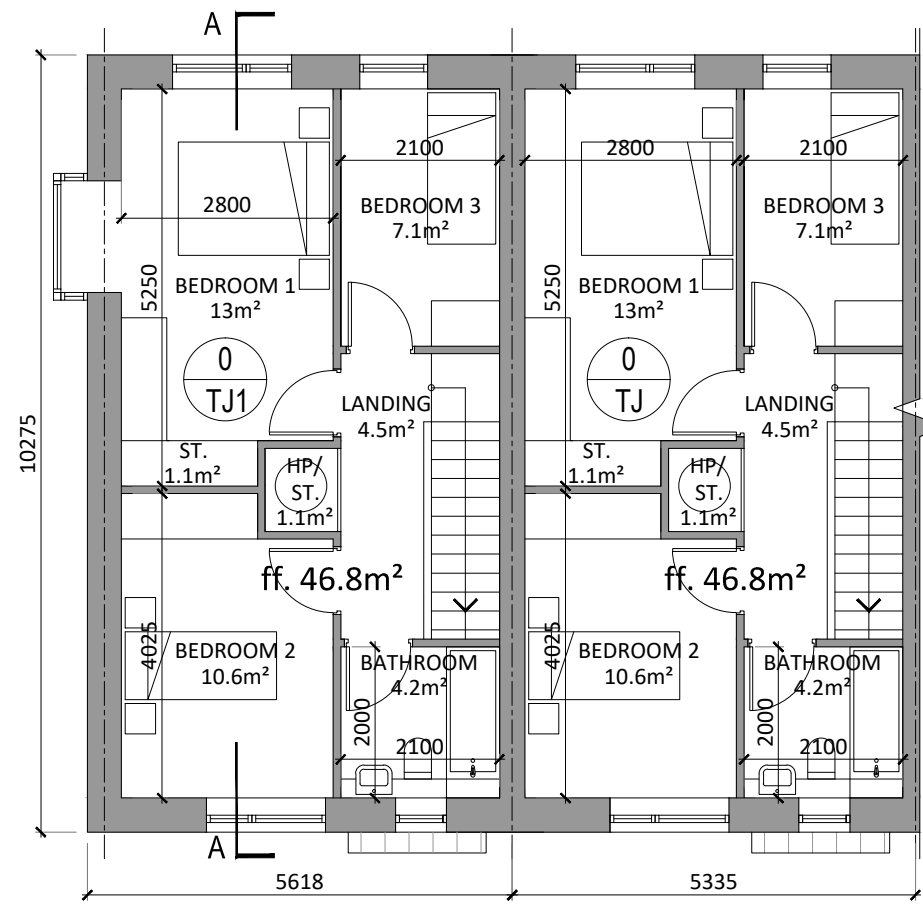 A
2100
2800
2100
2800
BEDROOM 3
7.1m²
BEDROOM 3
7.1m²
5250
BEDROOM 1
13m²
5250
BEDROOM 1
13m²
0
TJ1
0
TJ
LANDING
4.5m²
LANDING
4.5m²
10275
ST.
1.1m²
HP/
ST.
1.1m²
ST.
1.1m²
HP/
ST.
1.1m²
ff. 46.8m²
ff. 46.8m²
4025
BEDROOM 2
10.6m²
BATHROOM
4.2m²
4025
BEDROOM 2
10.6m²
BATHROOM
4.2m²
2000
2100
2000
2100
A
5618
5335